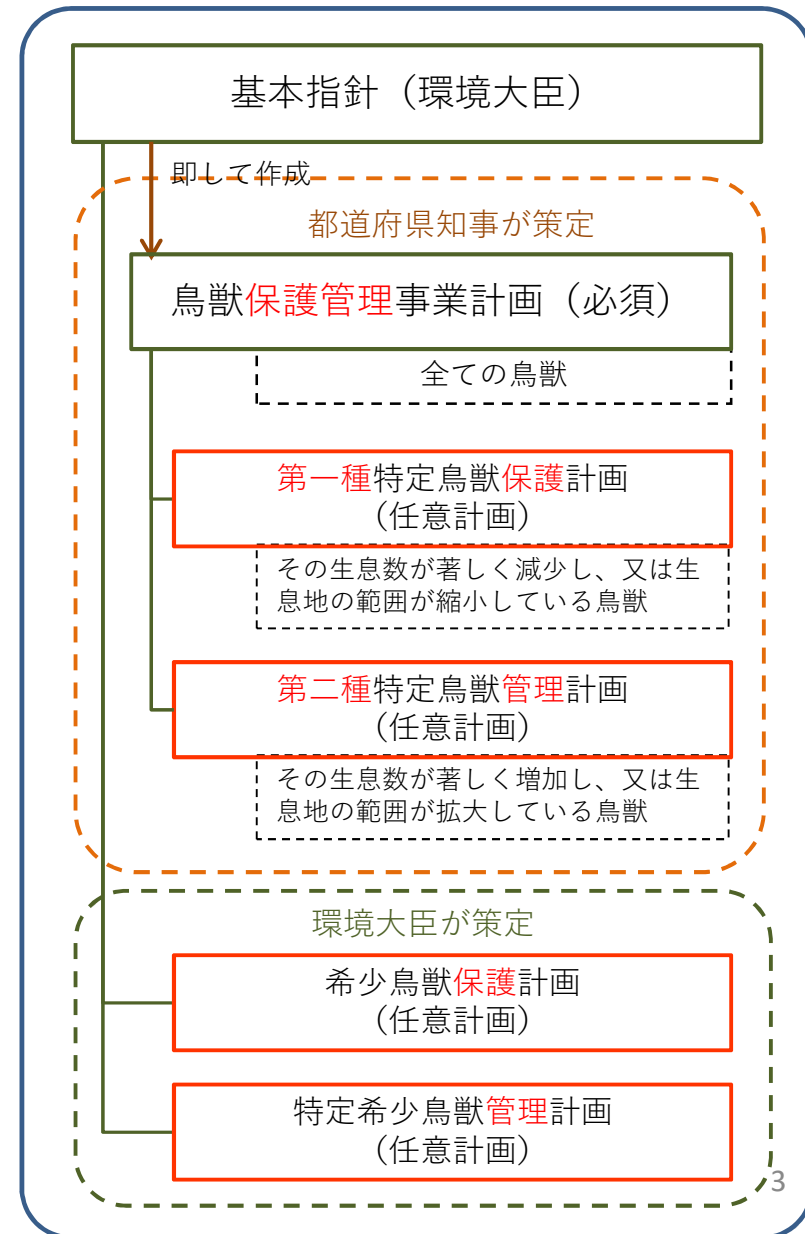 基本指針（環境大臣）
即して作成
都道府県知事が策定
鳥獣保護管理事業計画（必須）
全ての鳥獣
第一種特定鳥獣保護計画
（任意計画）
その生息数が著しく減少し、又は生
息地の範囲が縮小している鳥獣
第二種特定鳥獣管理計画
（任意計画）
その生息数が著しく増加し、又は生
息地の範囲が拡大している鳥獣
環境大臣が策定
希少鳥獣保護計画
（任意計画）
特定希少鳥獣管理計画
（任意計画）
3